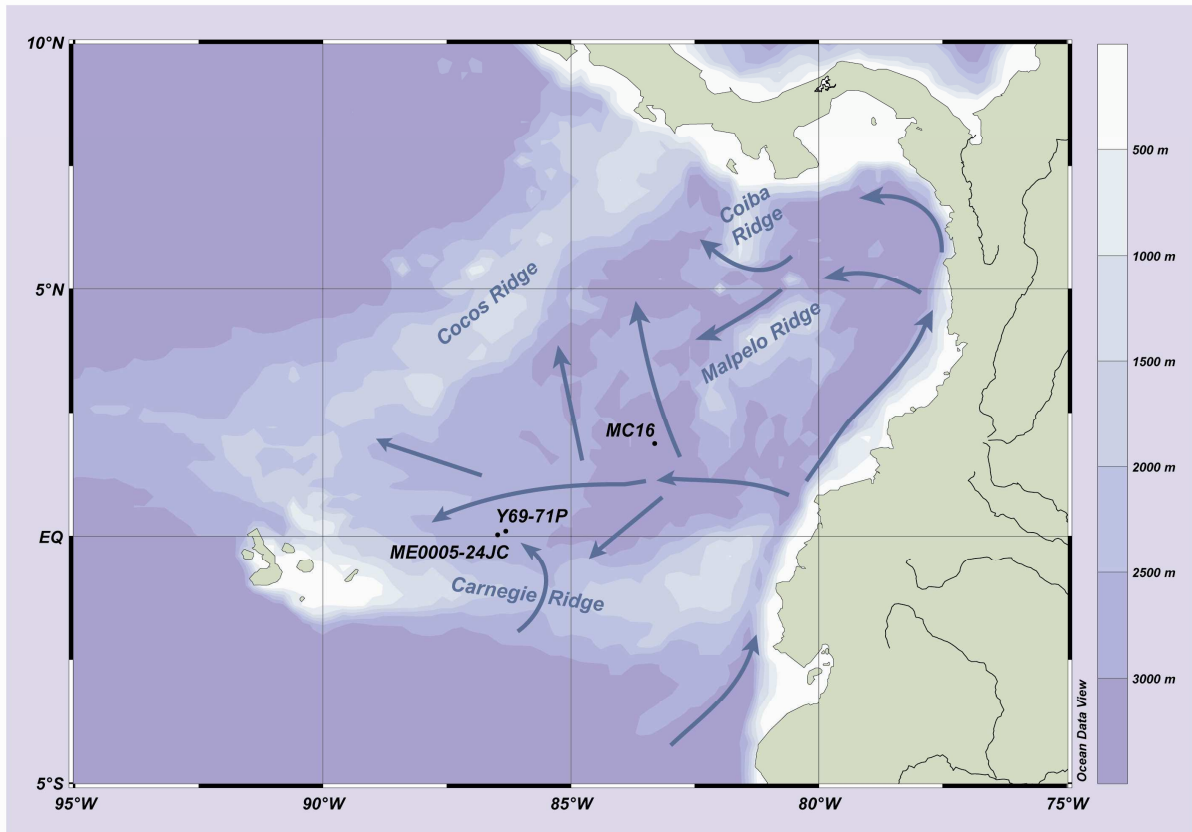 10°N
500 m
Coiba
Ridge
1000 m
5°N
Cocos Ridge
Malpelo Ridge
1500 m
MC16
2000 m
Y69-71P
EQ
ME0005-24JC
2500 m
Carnegie Ridge
3000 m
Ocean Data View
5°S
95°W
90°W
85°W
80°W
75°W